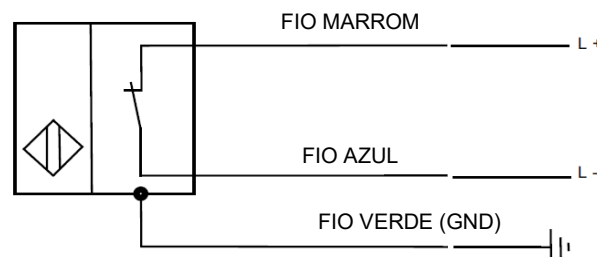 FIO MARROM
L +
FIO AZUL
L -
FIO VERDE (GND)